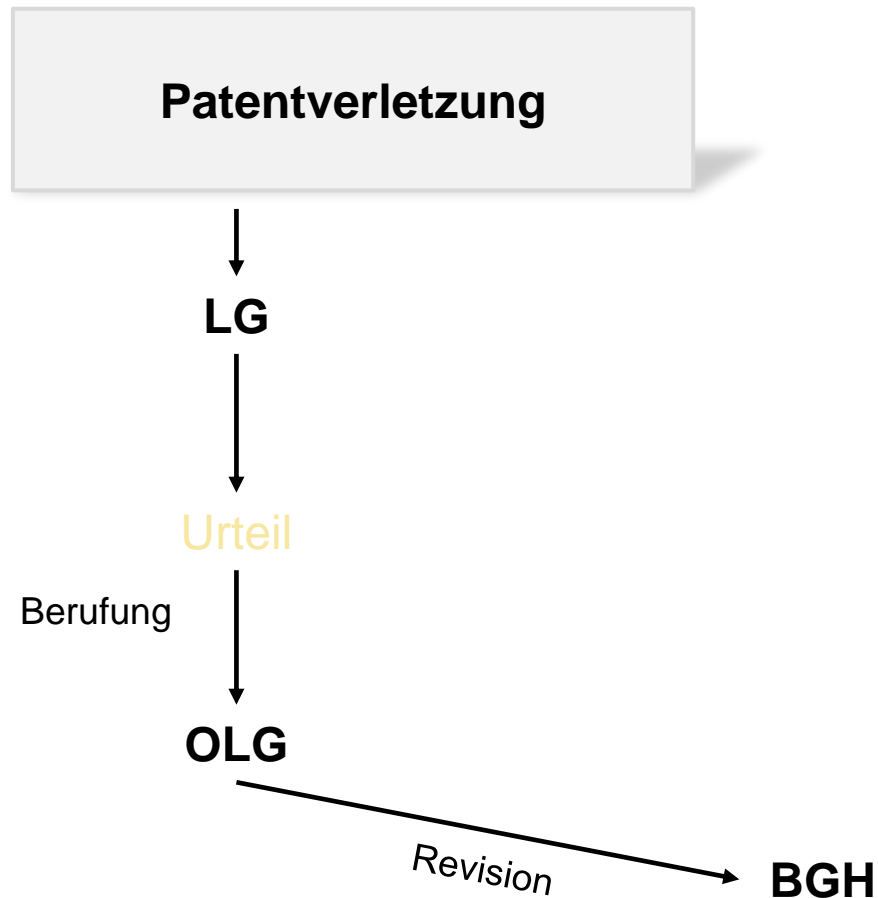 Patentverletzung
LG
Urteil
Berufung
OLG
Revision
BGH